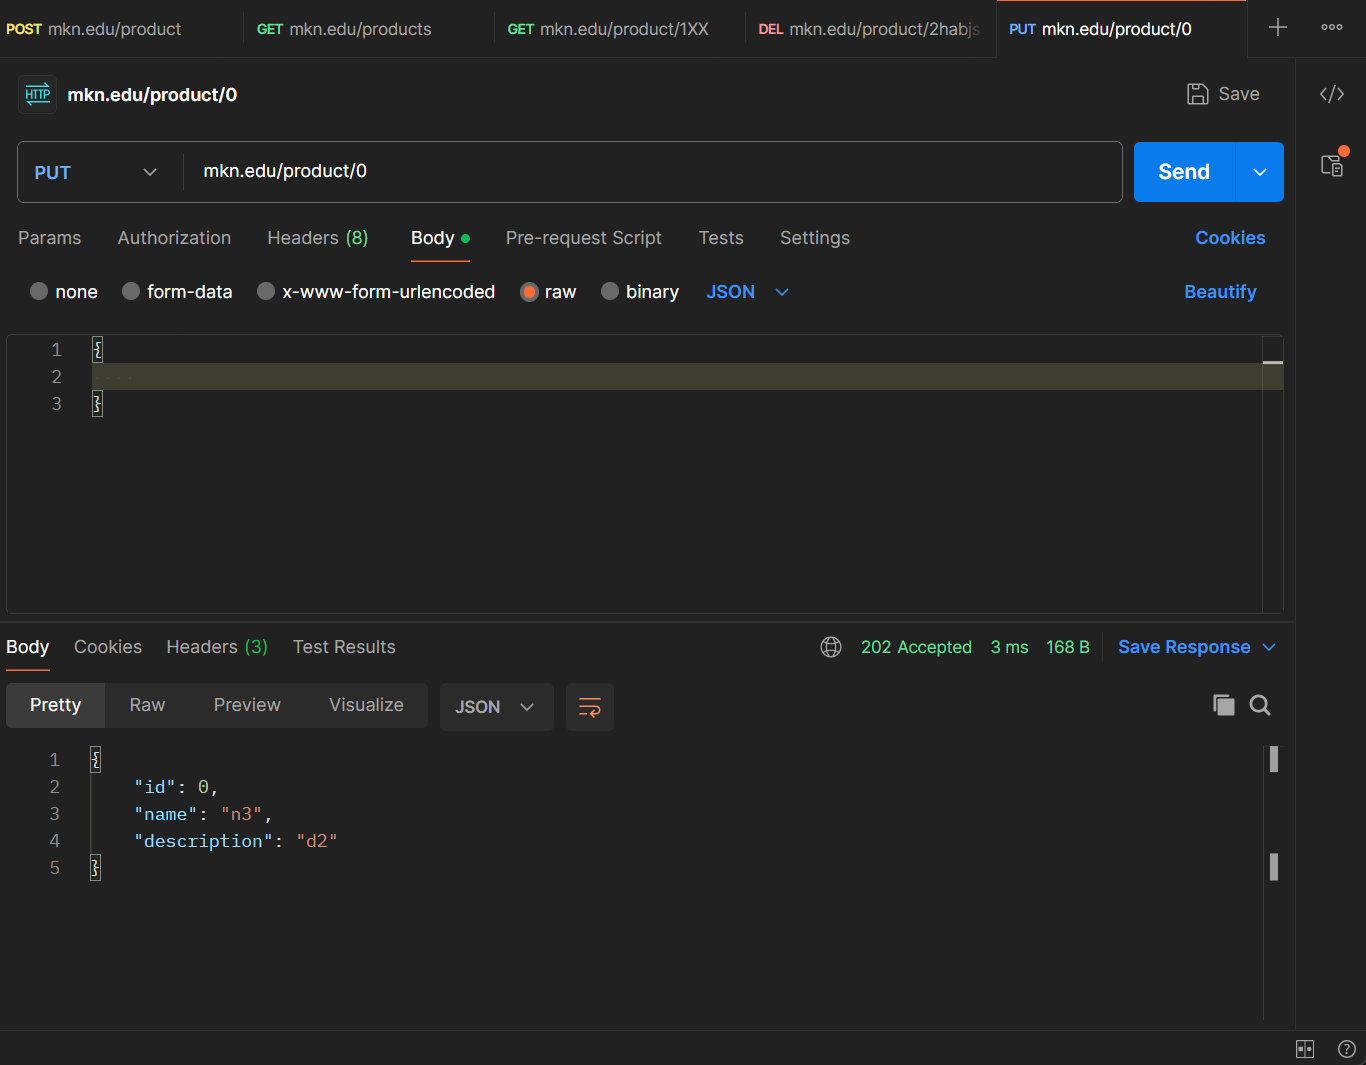 POST mkn.edu/product
GET mkn.edu/products
GET mkn.edu/product/1XX
DEL mkn.edu/product/2habjs
PUT mkn.edu/product/0
HTTP mkn.edu/product/0
Save
PUT mkn.edu/product/0
Send
Params Authorization Headers (8) Body Pre-request Script Tests Settings Cookies
none form-data x-www-form-urlencoded raw binary JSON Beautify
1 {
2
3 }
Body Cookies Headers (3) Test Results 202 Accepted 3 ms 168 B Save Response
Pretty Raw Preview Visualize JSON
1 {
2 "id": 0,
3 "name": "n3",
4 "description": "d2"
5 }